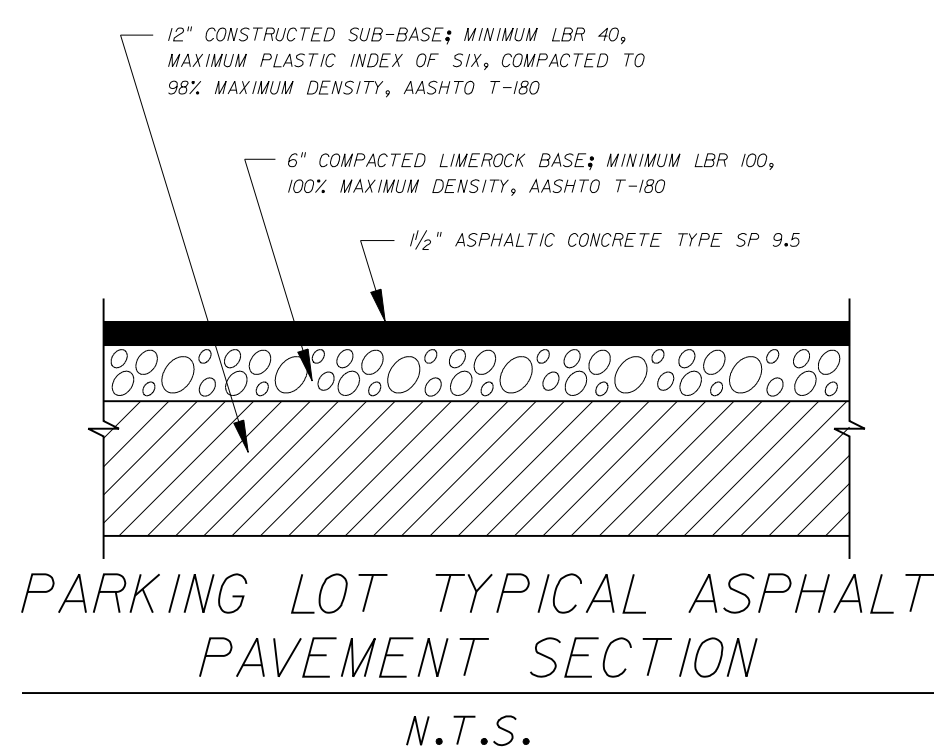 12" CONSTRUCTED SUB-BASE; MINIMUM LBR 40,
MAXIMUM PLASTIC INDEX OF SIX, COMPACTED TO
98% MAXIMUM DENSITY, AASHTO T-180
6" COMPACTED LIMEROCK BASE; MINIMUM LBR 100,
100% MAXIMUM DENSITY, AASHTO T-180
1½" ASPHALTIC CONCRETE TYPE SP 9.5
PARKING LOT TYPICAL ASPHALT
PAVEMENT SECTION
N.T.S.